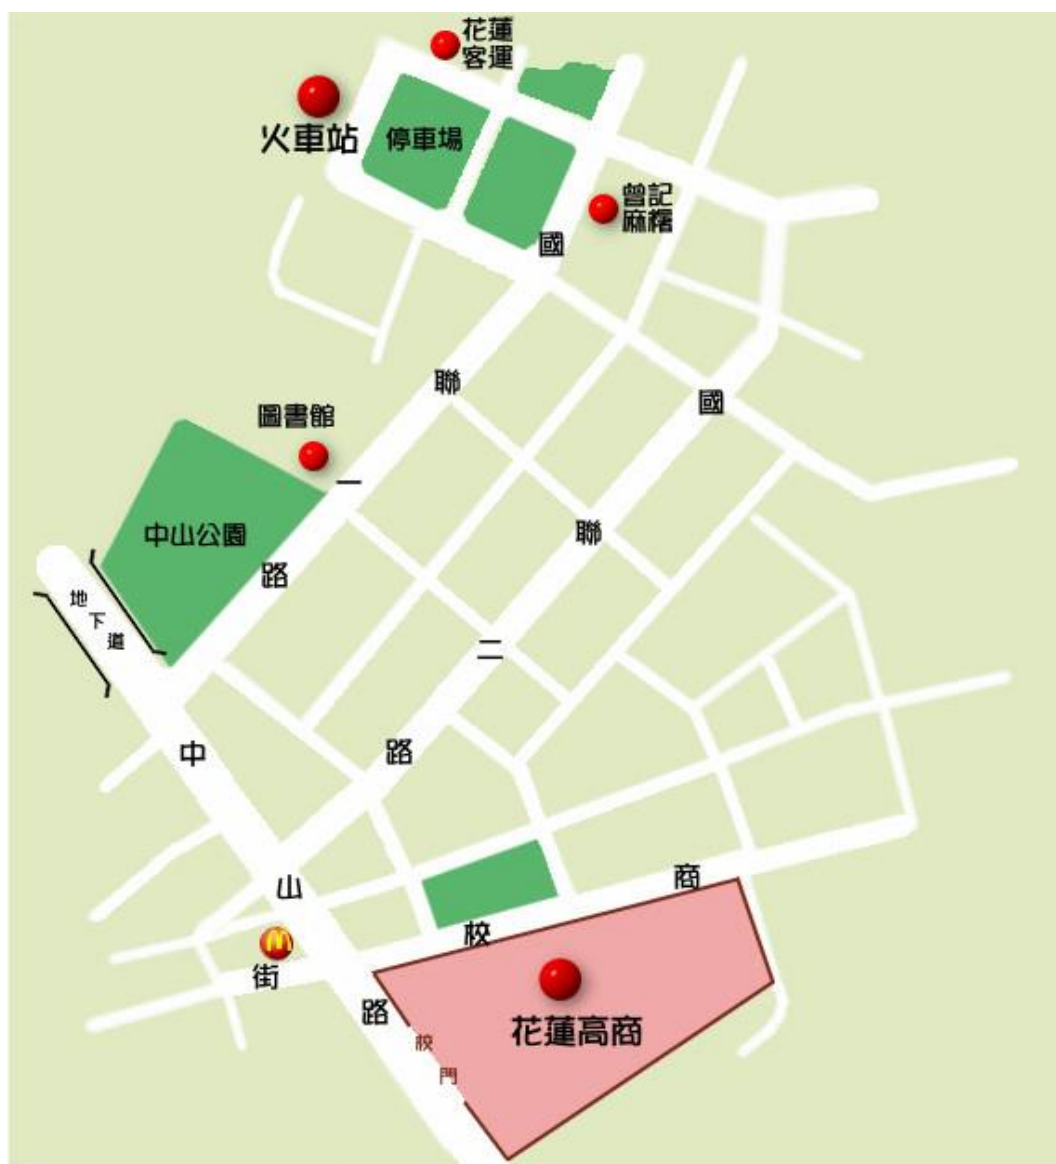 花蓮
客運
火車站
停車場
曾記
麻糬
國聯一路
圖書館
國聯二路
中山公園
地下道
中山路
商校街
花蓮高商
校門